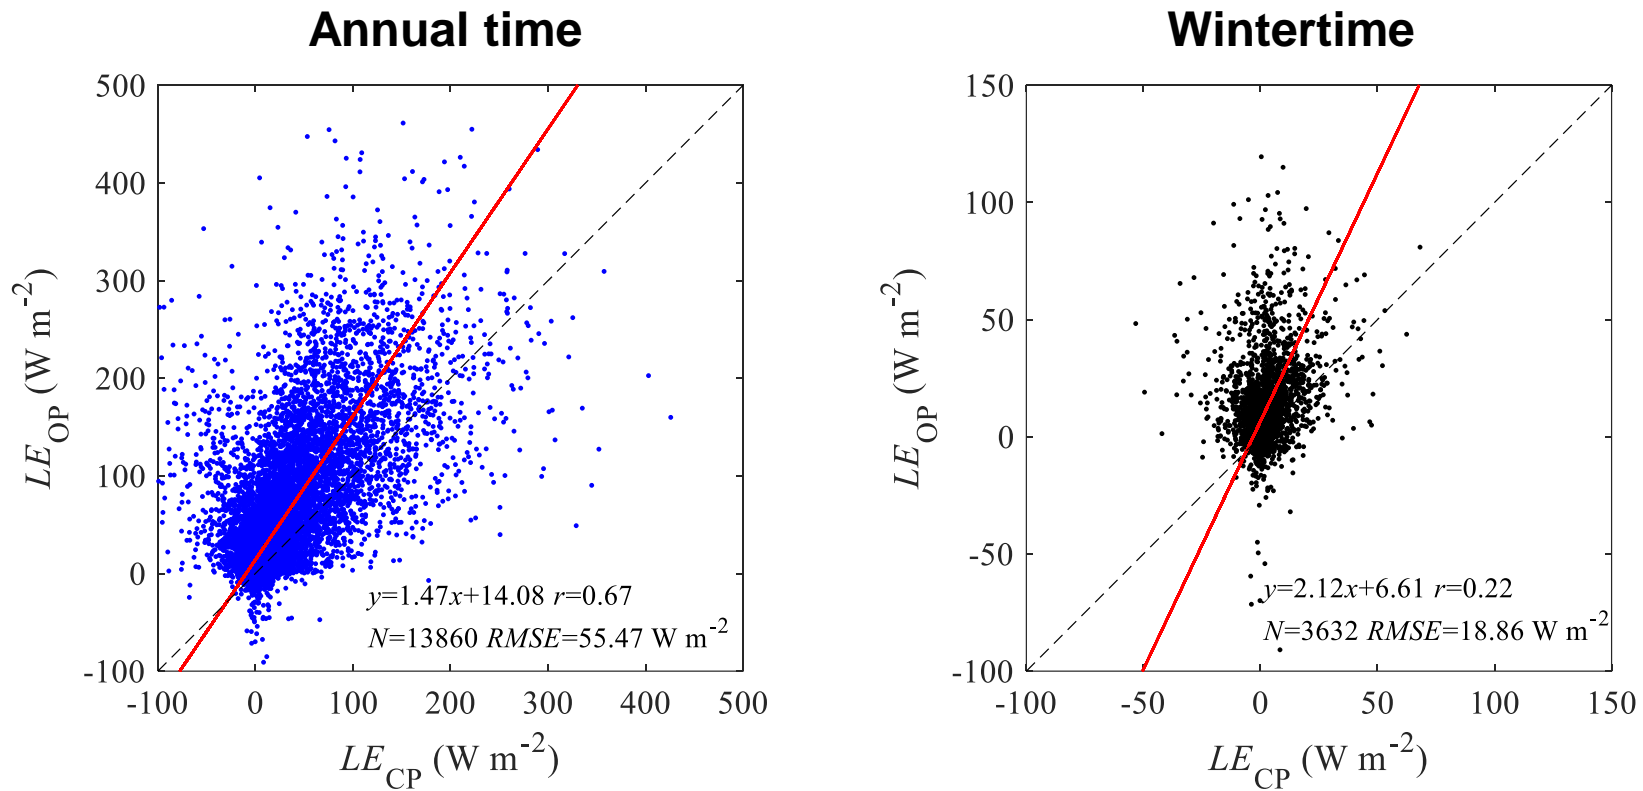 Annual time
500
400
300
200
100
0
-100
-100 0 100 200 300 400 500
LE_OP (W m^-2)
LE_CP (W m^-2)
y=1.47x+14.08 r=0.67
N=13860 RMSE=55.47 W m^-2
Wintertime
150
100
50
0
-50
-100
-100 -50 0 50 100 150
LE_OP (W m^-2)
LE_CP (W m^-2)
y=2.12x+6.61 r=0.22
N=3632 RMSE=18.86 W m^-2